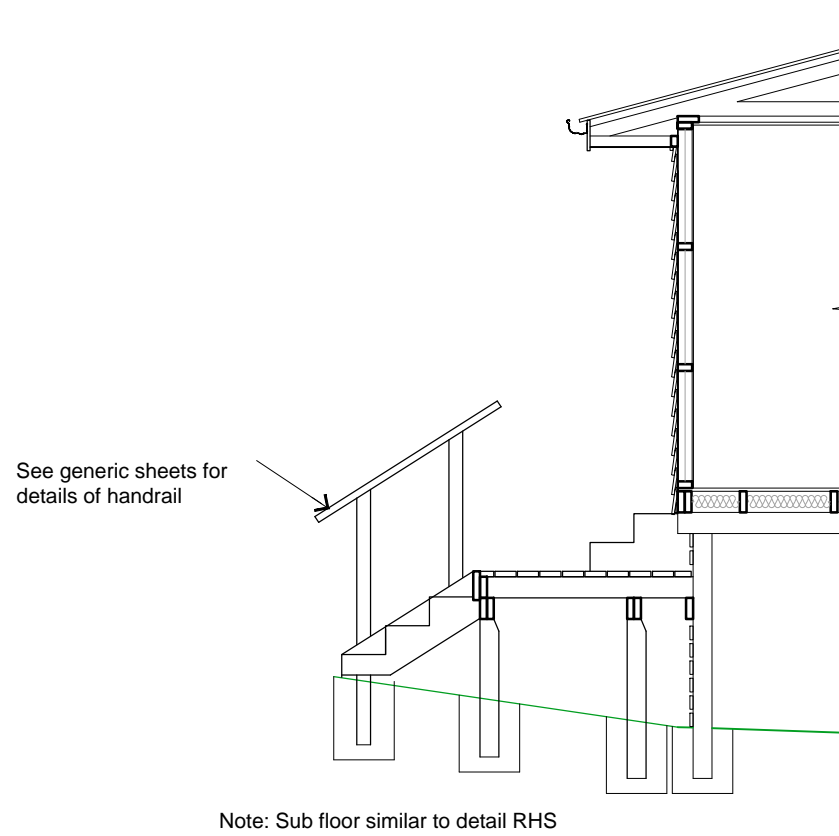 See generic sheets for
details of handrail
Note: Sub floor similar to detail RHS